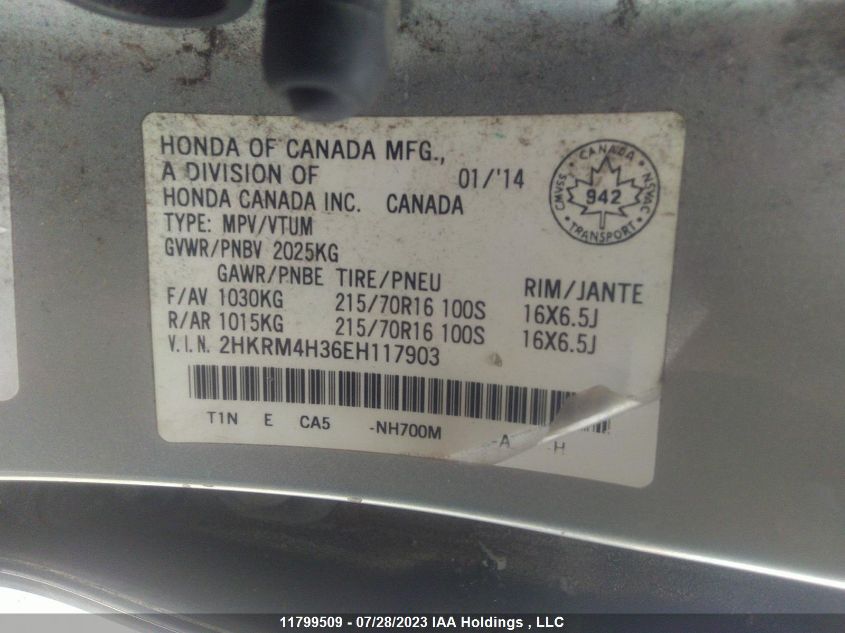 HONDA OF CANADA MFG.,
A DIVISION OF 01/'14
HONDA CANADA INC. CANADA
TYPE: MPV/VTUM
GVWR/PNBV 2025KG
GAWR/PNBE TIRE/PNEU RIM/JANTE
F/AV 1030KG 215/70R16 100S 16X6.5J
R/AR 1015KG 215/70R16 100S 16X6.5J
V.I.N. 2HKRM4H36EH117903
T1N E CA5 -NH700M -A -H
CANADA
CMVSS 942 NSVAC
TRANSPORT
11799509 - 07/28/2023 IAA Holdings , LLC